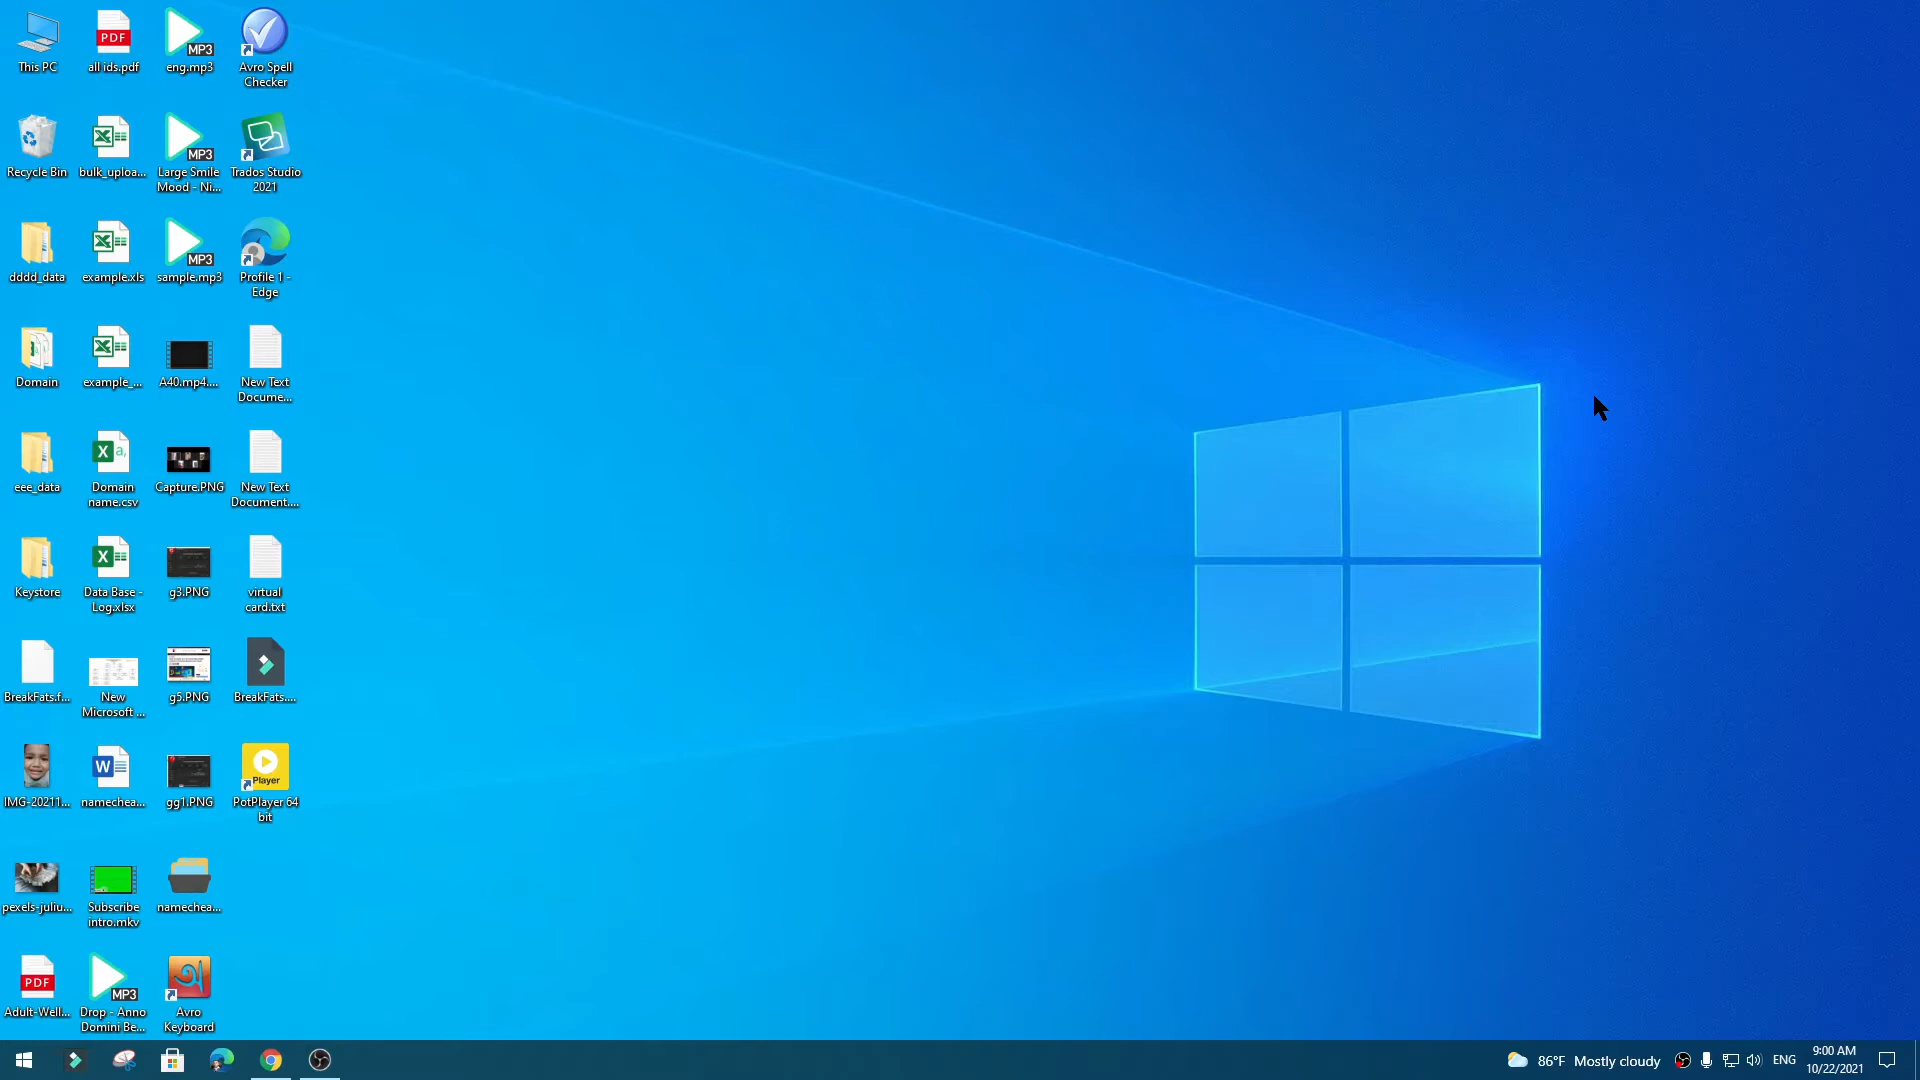 This PC
Recycle Bin
dddd_data
Domain
eee_data
Keystore
BreakFats.f...
IMG-20211...
pexels-juliu...
PDF
Adult-Well...
PDF
all ids.pdf
bulk_uploa...
example.xls
example_...
Domain
name.csv
Data Base -
Log.xlsx
New
Microsoft ...
namechea...
Subscribe
intro.mkv
MP3
Drop - Anno
Domini Be...
MP3
eng.mp3
MP3
Large Smile
Mood - Ni...
MP3
sample.mp3
A40.mp4....
Capture.PNG
g3.PNG
g5.PNG
gg1.PNG
namechea...
অ
Avro
Keyboard
Avro Spell
Checker
Trados Studio
2021
Profile 1 -
Edge
New Text
Docume...
New Text
Document....
virtual
card.txt
BreakFats....
Player
PotPlayer 64
bit
86°F Mostly cloudy
ENG
9:00 AM
10/22/2021